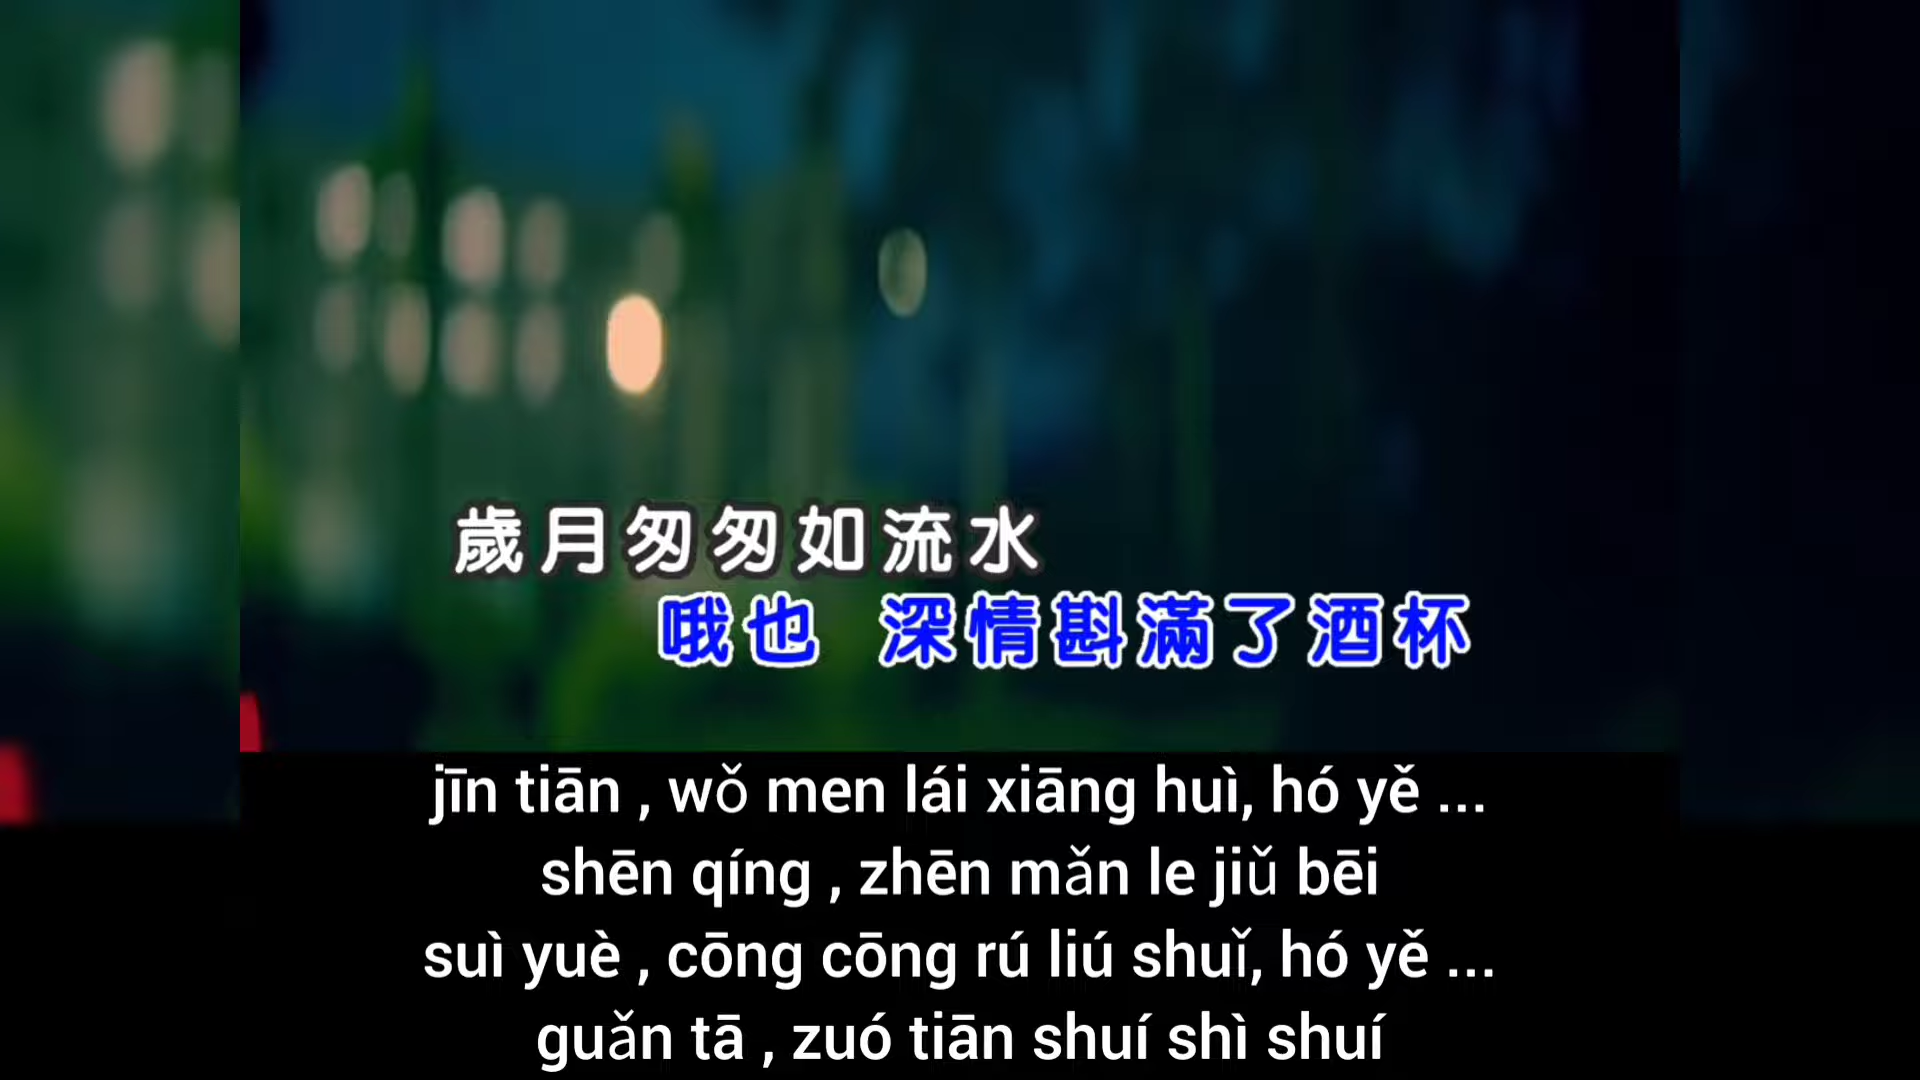 歲月匆匆如流水
哦也 深情斟滿了酒杯
jīn tiān , wǒ men lái xiāng huì, hó yě ...
shēn qíng , zhēn mǎn le jiǔ bēi
suì yuè , cōng cōng rú liú shuǐ, hó yě ...
guǎn tā , zuó tiān shuí shì shuí